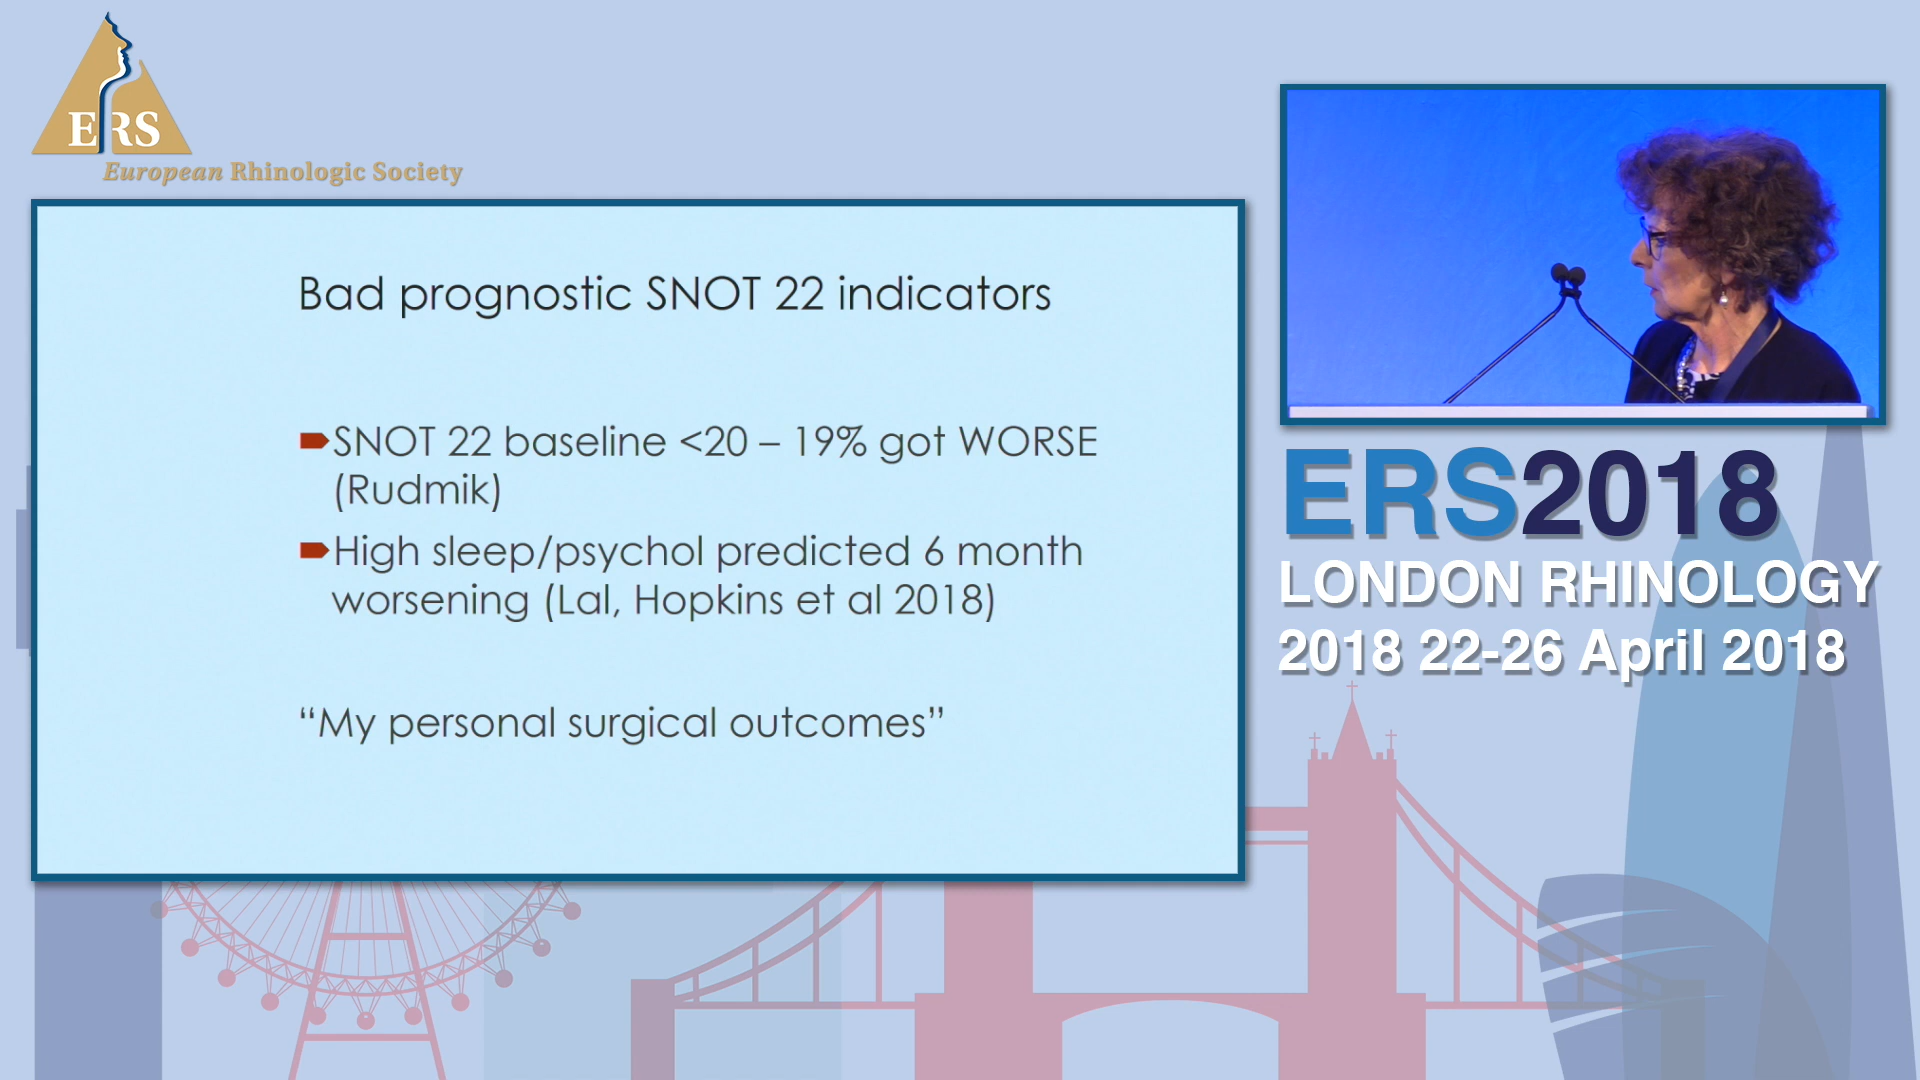 ERS
European Rhinologic Society
Bad prognostic SNOT 22 indicators
SNOT 22 baseline <20 – 19% got WORSE
(Rudmik)
High sleep/psychol predicted 6 month
worsening (Lal, Hopkins et al 2018)
“My personal surgical outcomes”
ERS2018
LONDON RHINOLOGY
2018 22-26 April 2018